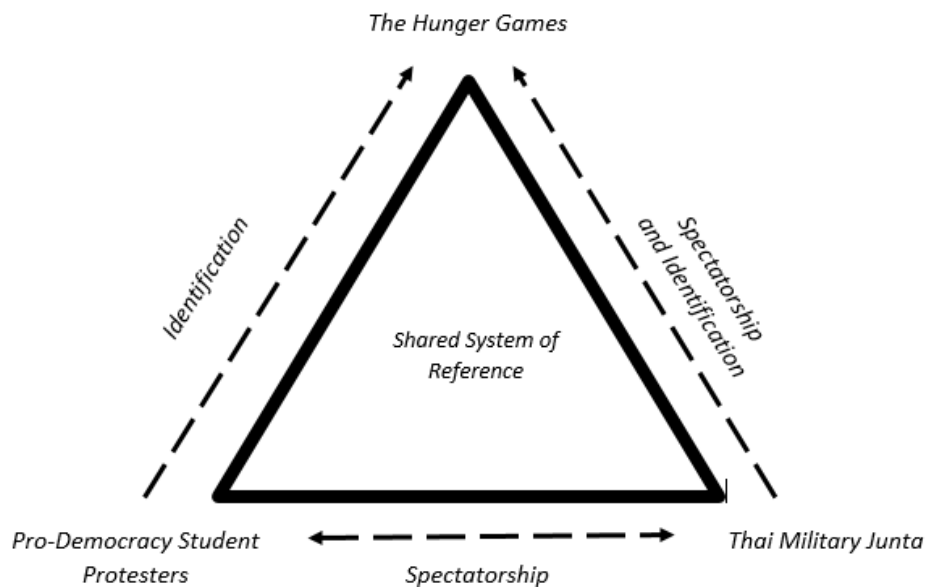 The Hunger Games
Identification
Spectatorship
and Identification
Shared System of
Reference
Pro-Democracy Student
Protesters
Spectatorship
Thai Military Junta